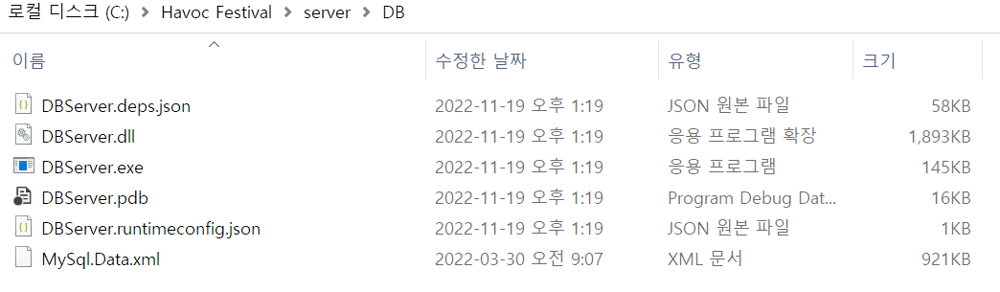 로컬 디스크 (C:) > Havoc Festival > server > DB
이름 수정한 날짜 유형 크기
DBServer.deps.json 2022-11-19 오후 1:19 JSON 원본 파일 58KB
DBServer.dll 2022-11-19 오후 1:19 응용 프로그램 확장 1,893KB
DBServer.exe 2022-11-19 오후 1:19 응용 프로그램 145KB
DBServer.pdb 2022-11-19 오후 1:19 Program Debug Dat... 16KB
DBServer.runtimeconfig.json 2022-11-19 오후 1:19 JSON 원본 파일 1KB
MySql.Data.xml 2022-03-30 오전 9:07 XML 문서 921KB